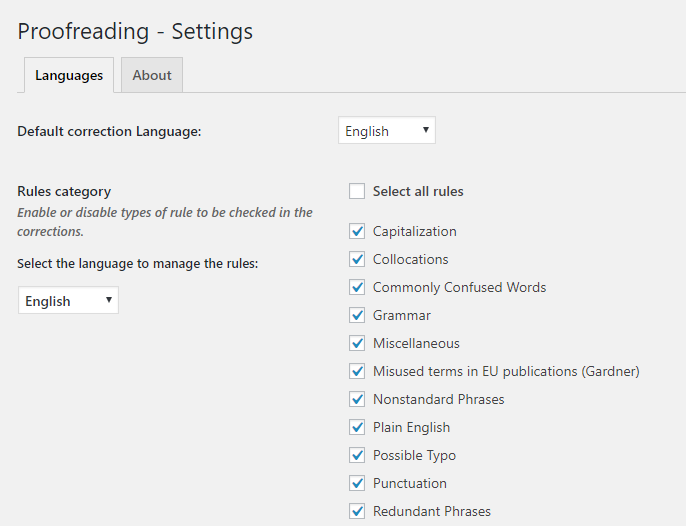 Proofreading - Settings
Languages
About
Default correction Language:
English
Rules category
Enable or disable types of rule to be checked in the
corrections.
Select the language to manage the rules:
English
Select all rules
Capitalization
Collocations
Commonly Confused Words
Grammar
Miscellaneous
Misused terms in EU publications (Gardner)
Nonstandard Phrases
Plain English
Possible Typo
Punctuation
Redundant Phrases